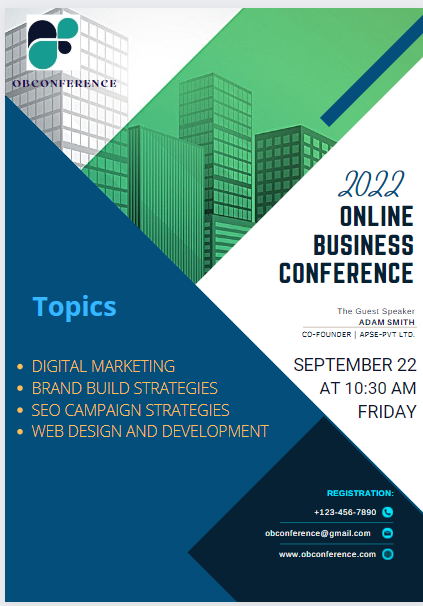 OBCONFERENCE
2022
ONLINE
BUSINESS
CONFERENCE
The Guest Speaker
ADAM SMITH
CO-FOUNDER | APSE-PVT LTD.
SEPTEMBER 22
AT 10:30 AM
FRIDAY
Topics
• DIGITAL MARKETING
• BRAND BUILD STRATEGIES
• SEO CAMPAIGN STRATEGIES
• WEB DESIGN AND DEVELOPMENT
REGISTRATION:
+123-456-7890
obconference@gmail.com
www.obconference.com